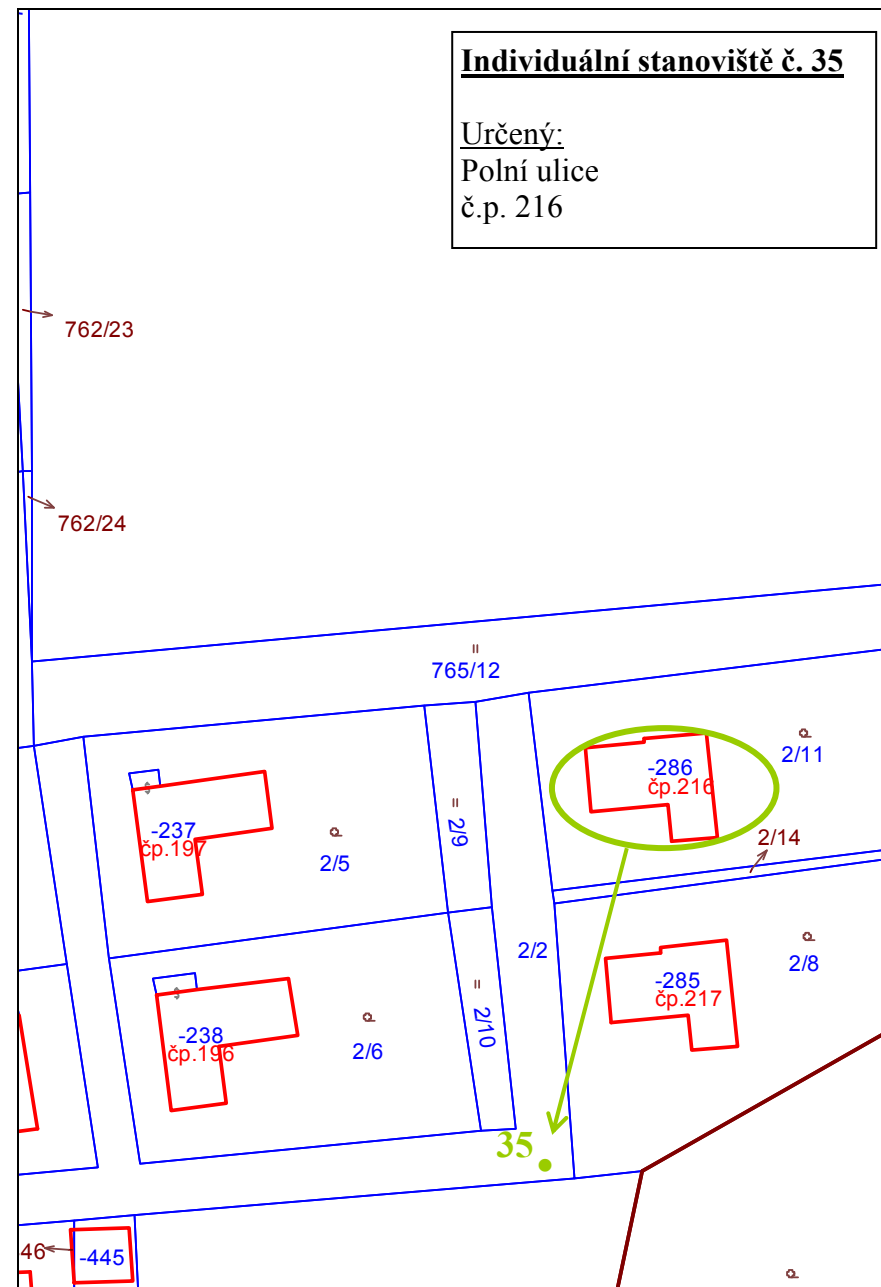 Individuální stanoviště č. 35
Určený:
Polní ulice
č.p. 216
762/23
762/24
765/12
-286
čp.216
2/11
2/14
-237
čp.197
2/5
2/9
2/2
2/8
-285
čp.217
-238
čp.196
2/6
2/10
35
46
-445